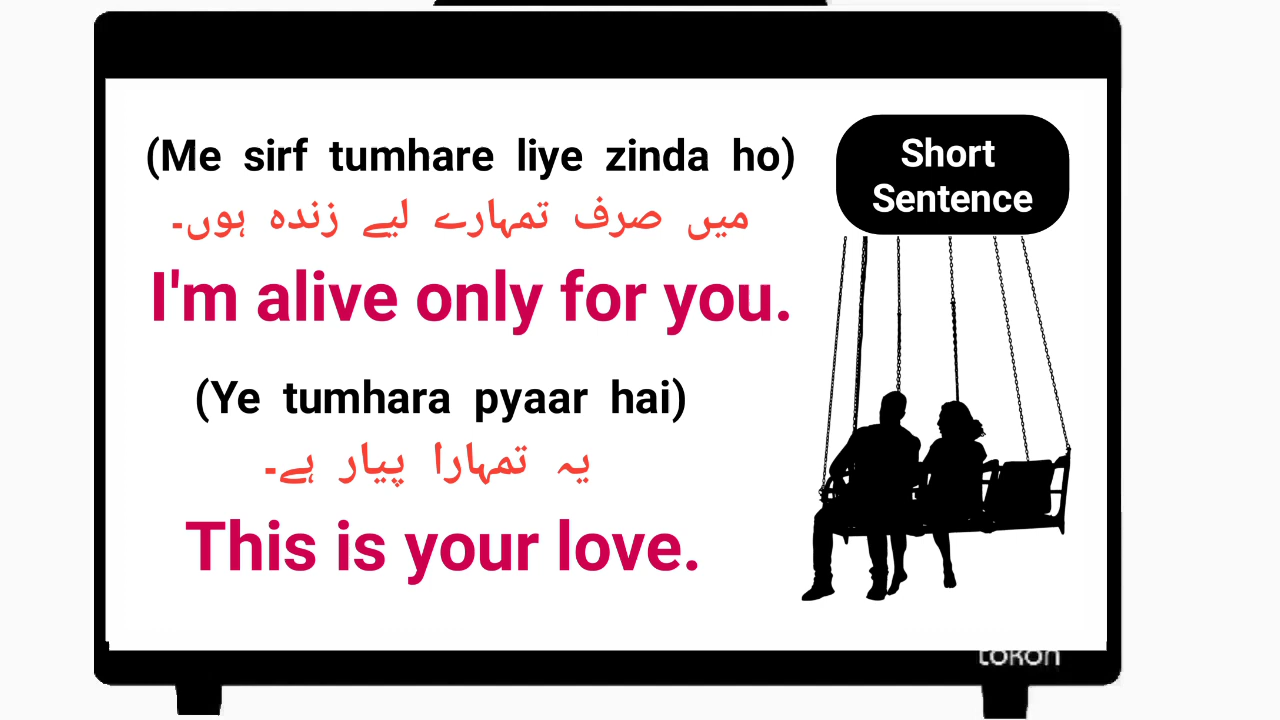 (Me sirf tumhare liye zinda ho)
میں صرف تمہارے لیے زندہ ہوں۔
I'm alive only for you.
(Ye tumhara pyaar hai)
یہ تمہارا پیار ہے۔
This is your love.
Short
Sentence